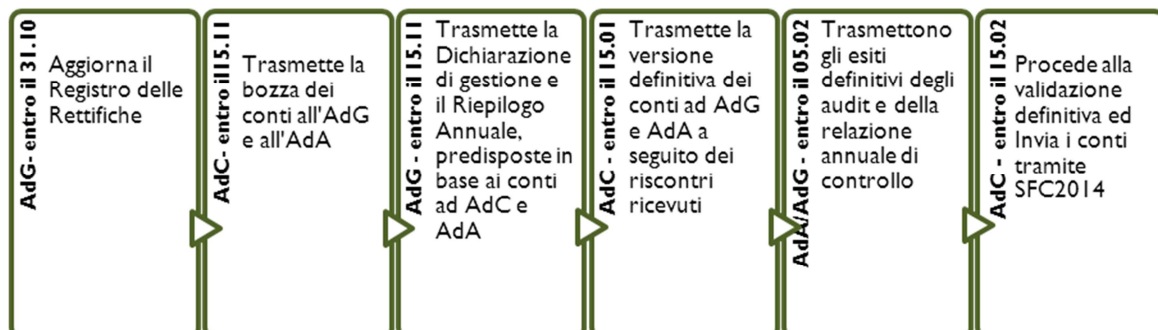 AdG- entro il 31.10
Aggiorna il
Registro delle
Rettifiche
AdC- entro il15.11
Trasmette la
bozza dei
conti all'AdG
e all'AdA
AdG - entro il 15.11
Trasmette la
Dichiarazione
di gestione e
il Riepilogo
Annuale,
predisposte in
base ai conti
ad AdC e
AdA
AdC - entro il 15.01
Trasmette la
versione
definitiva dei
conti ad AdG
e AdA a
seguito dei
riscontri
ricevuti
AdA/AdG - entro il 05.02
Trasmettono
gli esiti
definitivi degli
audit e della
relazione
annuale di
controllo
AdC - entro il 15.02
Procede alla
validazione
definitiva ed
Invia i conti
tramite
SFC2014